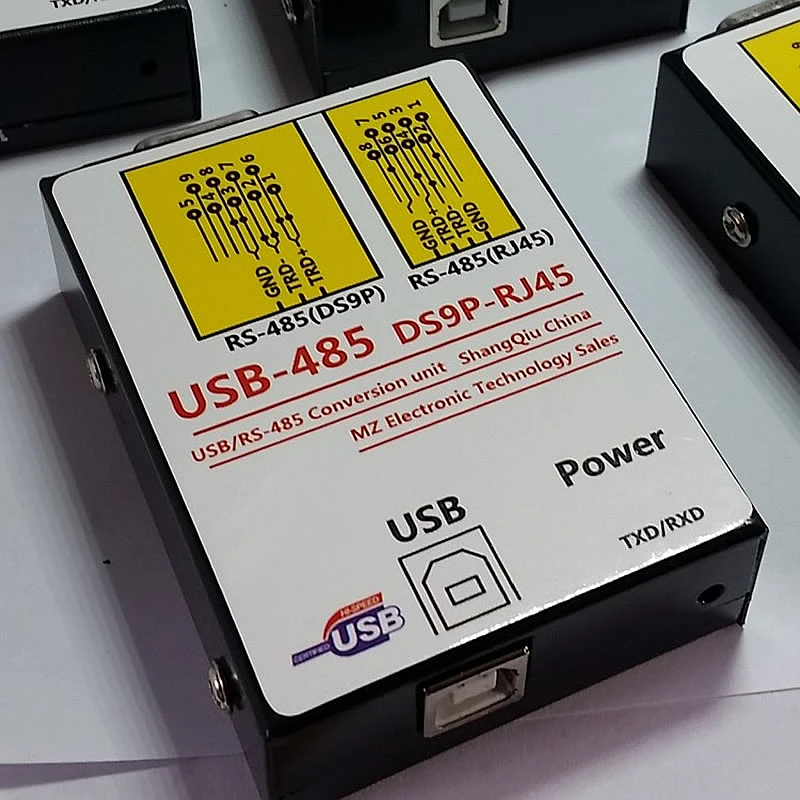 TXD/R
9
5 9
4 8
3 7
2 6
1
GND
TRD-
TRD+
RS-485(DS9P)
7 5 3 1
8 6 4 2
GND
TRD+
TRD-
GND
RS-485(RJ45)
USB-485 DS9P-RJ45
USB/RS-485 Conversion unit ShangQiu China
MZ Electronic Technology Sales
Power
USB
TXD/RXD
HI-SPEED
CERTIFIED USB